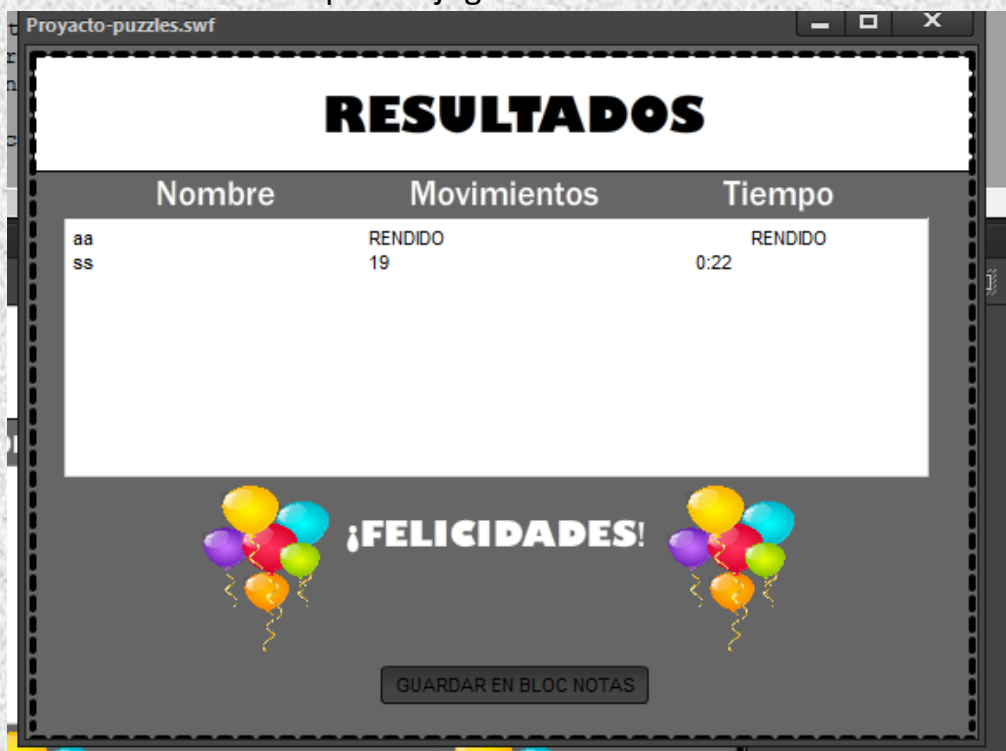 Proyacto-puzzles.swf
RESULTADOS
Nombre Movimientos Tiempo
aa RENDIDO RENDIDO
ss 19 0:22
¡FELICIDADES!
GUARDAR EN BLOC NOTAS